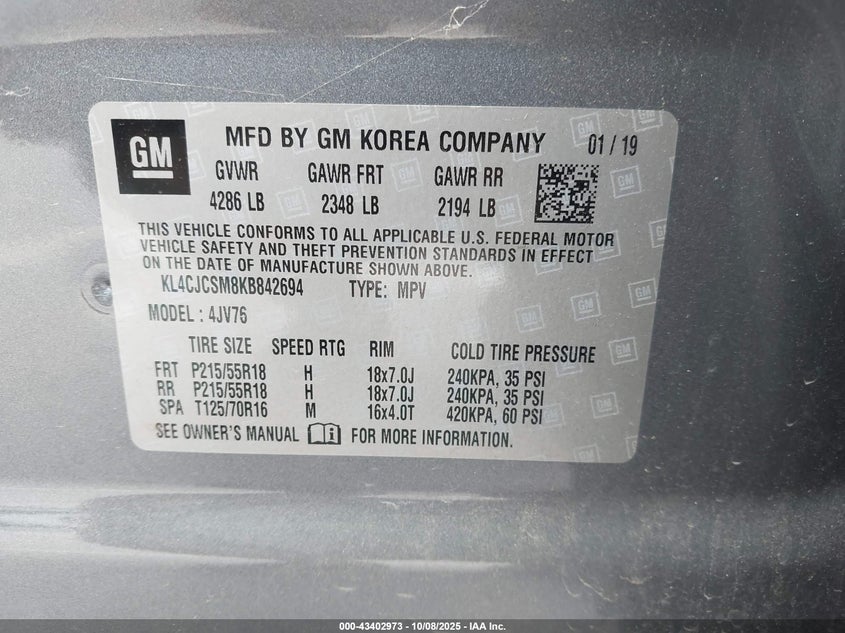 GM MFD BY GM KOREA COMPANY 01 / 19
GVWR GAWR FRT GAWR RR
4286 LB 2348 LB 2194 LB
THIS VEHICLE CONFORMS TO ALL APPLICABLE U.S. FEDERAL MOTOR
VEHICLE SAFETY AND THEFT PREVENTION STANDARDS IN EFFECT
ON THE DATE OF MANUFACTURE SHOWN ABOVE.
KL4CJCSM8KB842694 TYPE: MPV
MODEL : 4JV76
TIRE SIZE SPEED RTG RIM COLD TIRE PRESSURE
FRT P215/55R18 H 18x7.0J 240KPA, 35 PSI
RR P215/55R18 H 18x7.0J 240KPA, 35 PSI
SPA T125/70R16 M 16x4.0T 420KPA, 60 PSI
SEE OWNER'S MANUAL FOR MORE INFORMATION.
000-43402973 - 10/08/2025 - IAA Inc.